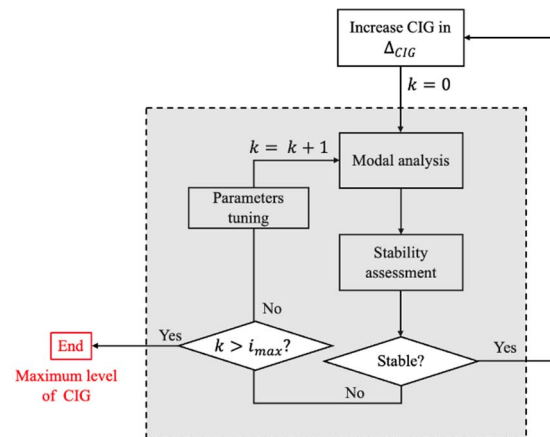 Increase CIG in
Δ_CIG
k = 0
k = k + 1
Modal analysis
Parameters
tuning
Stability
assessment
No
Yes
k > i_max?
Stable?
Yes
No
End
Maximum level
of CIG